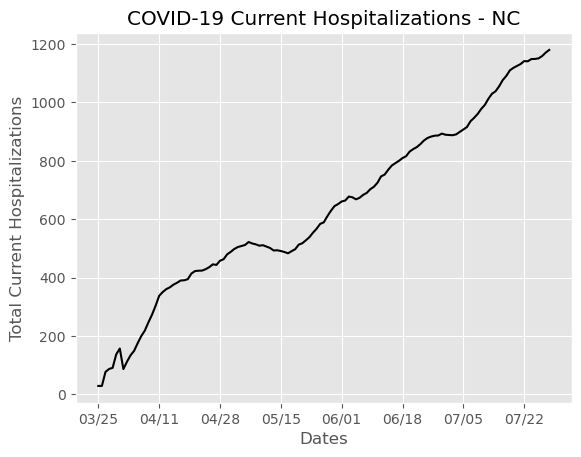 COVID-19 Current Hospitalizations - NC
Total Current Hospitalizations
1200
1000
800
600
400
200
0
03/25 04/11 04/28 05/15 06/01 06/18 07/05 07/22
Dates